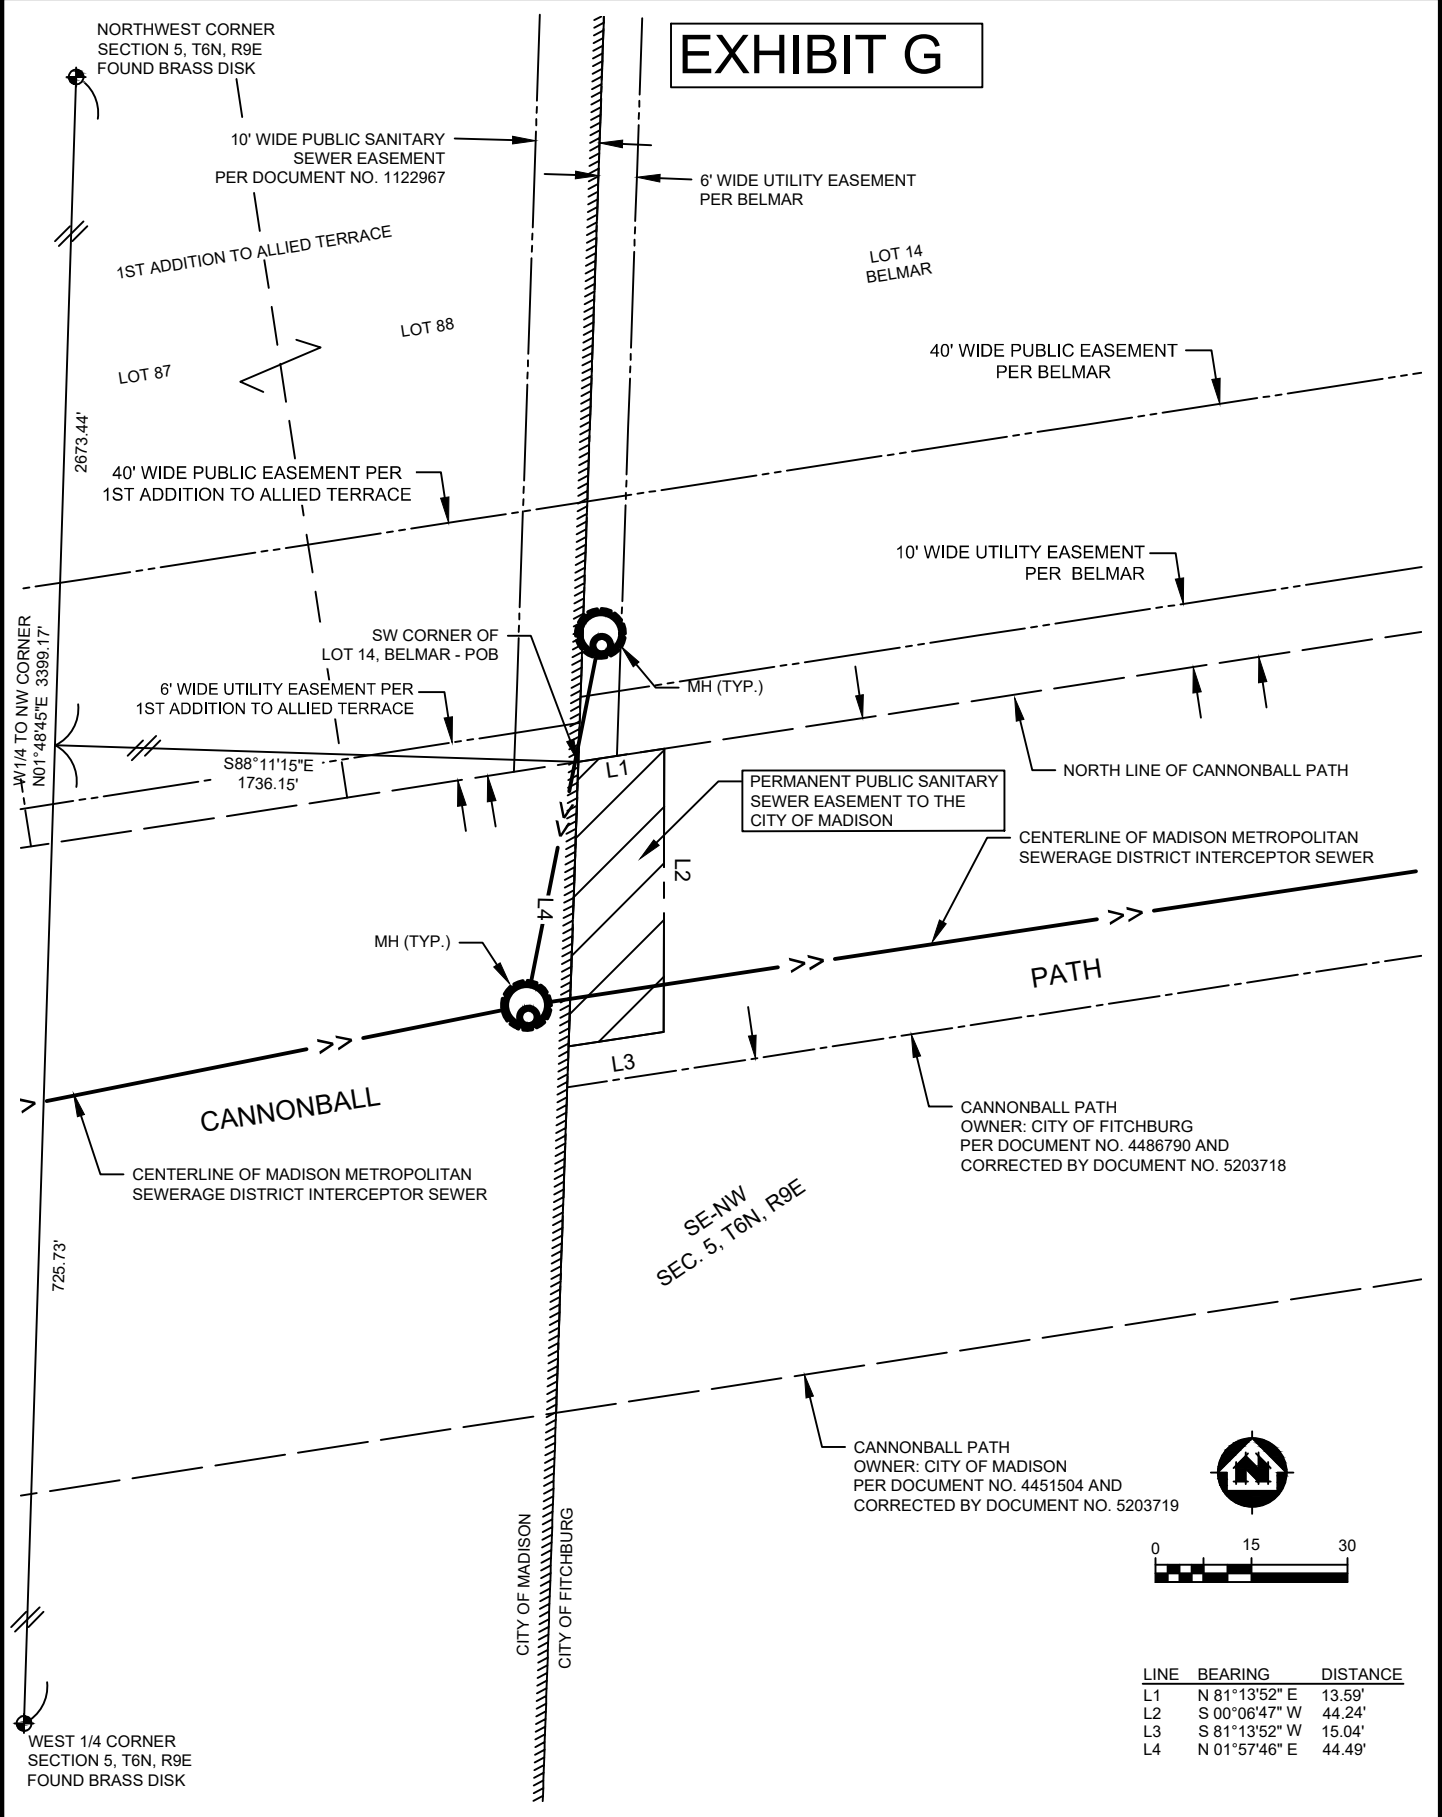 EXHIBIT G
NORTHWEST CORNER
SECTION 5, T6N, R9E
FOUND BRASS DISK
10' WIDE PUBLIC SANITARY
SEWER EASEMENT
PER DOCUMENT NO. 1122967
6' WIDE UTILITY EASEMENT
PER BELMAR
1ST ADDITION TO ALLIED TERRACE
LOT 14
BELMAR
LOT 88
LOT 87
40' WIDE PUBLIC EASEMENT
PER BELMAR
2673.44'
40' WIDE PUBLIC EASEMENT PER
1ST ADDITION TO ALLIED TERRACE
10' WIDE UTILITY EASEMENT
PER BELMAR
W1/4 TO NW CORNER
N01°48'45"E 3399.17'
SW CORNER OF
LOT 14, BELMAR - POB
MH (TYP.)
6' WIDE UTILITY EASEMENT PER
1ST ADDITION TO ALLIED TERRACE
S88°11'15"E
1736.15'
L1
NORTH LINE OF CANNONBALL PATH
PERMANENT PUBLIC SANITARY
SEWER EASEMENT TO THE
CITY OF MADISON
L2
CENTERLINE OF MADISON METROPOLITAN
SEWERAGE DISTRICT INTERCEPTOR SEWER
L4
MH (TYP.)
PATH
L3
CANNONBALL
CANNONBALL PATH
OWNER: CITY OF FITCHBURG
PER DOCUMENT NO. 4486790 AND
CORRECTED BY DOCUMENT NO. 5203718
CENTERLINE OF MADISON METROPOLITAN
SEWERAGE DISTRICT INTERCEPTOR SEWER
SE-NW
SEC. 5, T6N, R9E
725.73'
CANNONBALL PATH
OWNER: CITY OF MADISON
PER DOCUMENT NO. 4451504 AND
CORRECTED BY DOCUMENT NO. 5203719
N
CITY OF MADISON
CITY OF FITCHBURG
0 15 30
LINE BEARING DISTANCE
L1 N 81°13'52" E 13.59'
L2 S 00°06'47" W 44.24'
L3 S 81°13'52" W 15.04'
L4 N 01°57'46" E 44.49'
WEST 1/4 CORNER
SECTION 5, T6N, R9E
FOUND BRASS DISK